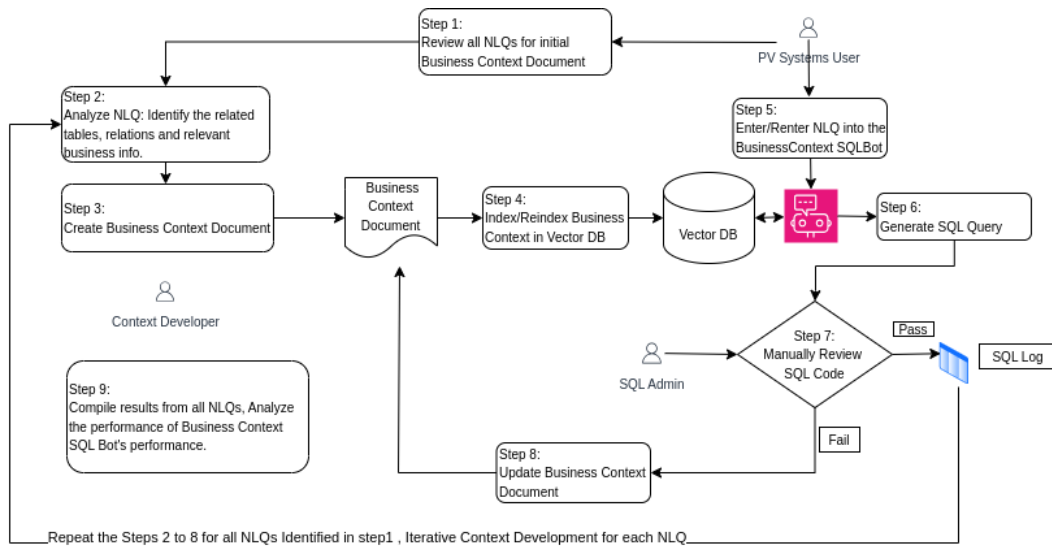 Step 1:
Review all NLQs for initial
Business Context Document
PV Systems User
Step 2:
Analyze NLQ: Identify the related
tables, relations and relevant
business info.
Step 5:
Enter/Renter NLQ into the
BusinessContext SQLBot
Step 3:
Create Business Context Document
Business
Context
Document
Step 4:
Index/Reindex Business
Context in Vector DB
Vector DB
Step 6:
Generate SQL Query
Context Developer
Step 7:
Manually Review
SQL Code
Pass
SQL Log
SQL Admin
Step 9:
Compile results from all NLQs, Analyze
the performance of Business Context
SQL Bot's performance.
Fail
Step 8:
Update Business Context
Document
Repeat the Steps 2 to 8 for all NLQs Identified in step1 , Iterative Context Development for each NLQ